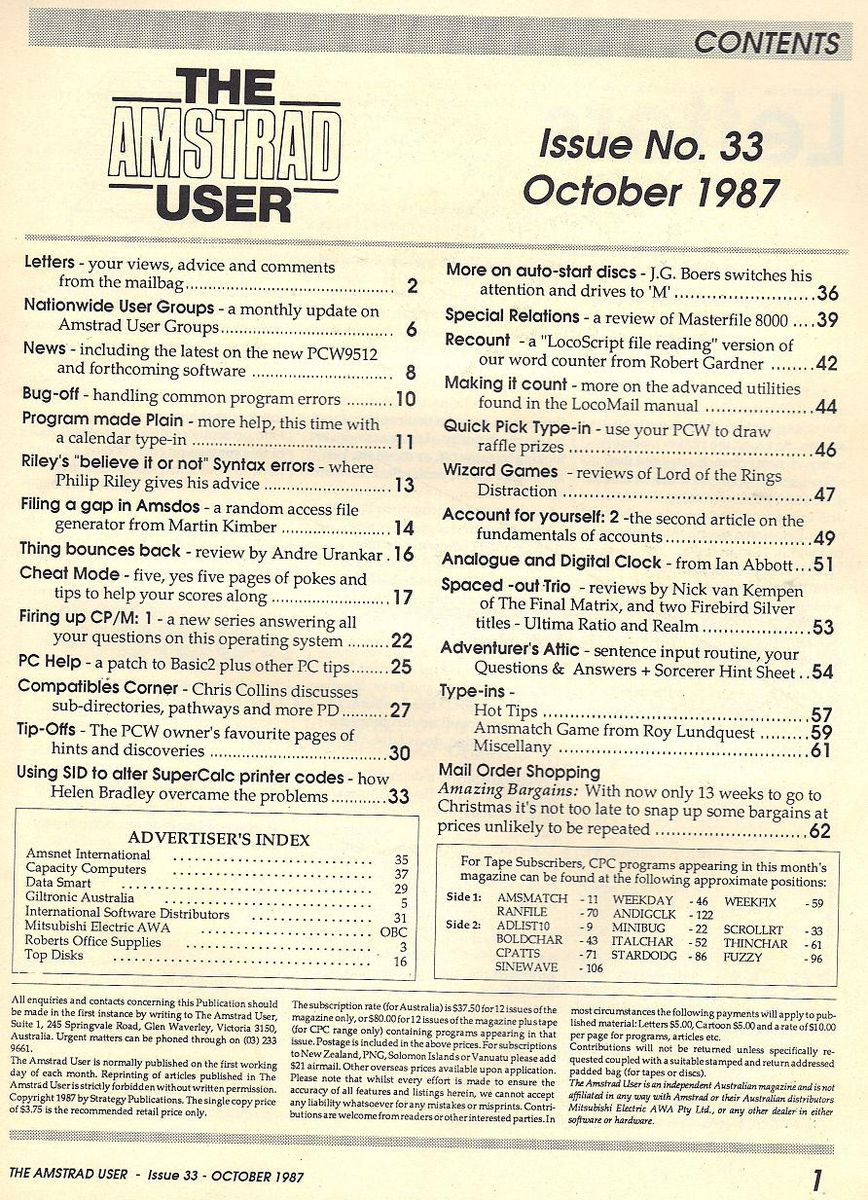 CONTENTS
THE
AMSTRAD
USER
Issue No. 33
October 1987
Letters - your views, advice and comments
from the mailbag............................................ 2
Nationwide User Groups - a monthly update on
Amstrad User Groups.................................... 6
News - including the latest on the new PCW9512
and forthcoming software .............................. 8
Bug-off - handling common program errors .........10
Program made Plain - more help, this time with
a calendar type-in ..........................................11
Riley's "believe it or not" Syntax errors - where
Philip Riley gives his advice ...........................13
Filing a gap in Amsdos - a random access file
generator from Martin Kimber .......................14
Thing bounces back - review by Andre Urankar .16
Cheat Mode - five, yes five pages of pokes and
tips to help your scores along .........................17
Firing up CP/M: 1 - a new series answering all
your questions on this operating system ........22
PC Help - a patch to Basic2 plus other PC tips.......25
Compatibles Corner - Chris Collins discusses
sub-directories, pathways and more PD.........27
Tip-Offs - The PCW owner's favourite pages of
hints and discoveries .....................................30
Using SID to alter SuperCalc printer codes - how
Helen Bradley overcame the problems ...........33
More on auto-start discs - J.G. Boers switches his
attention and drives to 'M' .............................36
Special Relations - a review of Masterfile 8000 ....39
Recount - a "LocoScript file reading" version of
our word counter from Robert Gardner .......42
Making it count - more on the advanced utilities
found in the LocoMail manual .......................44
Quick Pick Type-in - use your PCW to draw
raffle prizes ....................................................46
Wizard Games - reviews of Lord of the Rings
Distraction .....................................................47
Account for yourself: 2 -the second article on the
fundamentals of accounts...............................49
Analogue and Digital Clock - from Ian Abbott...51
Spaced -out Trio - reviews by Nick van Kempen
of The Final Matrix, and two Firebird Silver
titles - Ultima Ratio and Realm .......................53
Adventurer's Attic - sentence input routine, your
Questions & Answers + Sorcerer Hint Sheet ..54
Type-ins -
Hot Tips .........................................................57
Amsmatch Game from Roy Lundquest ...........59
Miscellany ......................................................61
Mail Order Shopping
Amazing Bargains: With now only 13 weeks to go to
Christmas it's not too late to snap up some bargains at
prices unlikely to be repeated ................................62
ADVERTISER'S INDEX
Amsnet International .......................... 35
Capacity Computers .......................... 37
Data Smart .......................... 29
Giltronic Australia .......................... 5
International Software Distributors .......................... 31
Mitsubishi Electric AWA .......................... OBC
Roberts Office Supplies .......................... 3
Top Disks .......................... 16
For Tape Subscribers, CPC programs appearing in this month's
magazine can be found at the following approximate positions:
Side 1: AMSMATCH - 11 WEEKDAY - 46 WEEKFIX - 59
RANFILE - 70 ANDIGCLK - 122
Side 2: ADLIST10 - 9 MINIBUG - 22 SCROLLRT - 33
BOLDCHAR - 43 ITALCHAR - 52 THINCHAR - 61
CPATTS - 71 STARDODG - 86 FUZZY - 96
SINEWAVE - 106
All enquiries and contacts concerning this Publication should
be made in the first instance by writing to The Amstrad User,
Suite 1, 245 Springvale Road, Glen Waverley, Victoria 3150,
Australia. Urgent matters can be phoned through on (03) 233
9661.
The Amstrad User is normally published on the first working
day of each month. Reprinting of articles published in The
Amstrad User is strictly forbidden without written permission.
Copyright 1987 by Strategy Publications. The single copy price
of $3.75 is the recommended retail price only.
The subscription rate (for Australia) is $37.50 for 12 issues of the
magazine only, or $80.00 for 12 issues of the magazine plus tape
(for CPC range only) containing programs appearing in that
issue. Postage is included in the above prices. For subscriptions
to New Zealand, PNG, Solomon Islands or Vanuatu please add
$21 airmail. Other overseas prices available upon application.
Please note that whilst every effort is made to ensure the
accuracy of all features and listings herein, we cannot accept
any liability whatsoever for any mistakes or misprints. Contri-
butions are welcome from readers or other interested parties. In
most circumstances the following payments will apply to pub-
lished material: Letters $5.00, Cartoon $5.00 and a rate of $10.00
per page for programs, articles etc.
Contributions will not be returned unless specifically re-
quested coupled with a suitable stamped and return addressed
padded bag (for tapes or discs).
The Amstrad User is an independent Australian magazine and is not
affiliated in any way with Amstrad or their Australian distributors
Mitsubishi Electric AWA Pty Ltd., or any other dealer in either
software or hardware.
THE AMSTRAD USER - Issue 33 - OCTOBER 1987
1